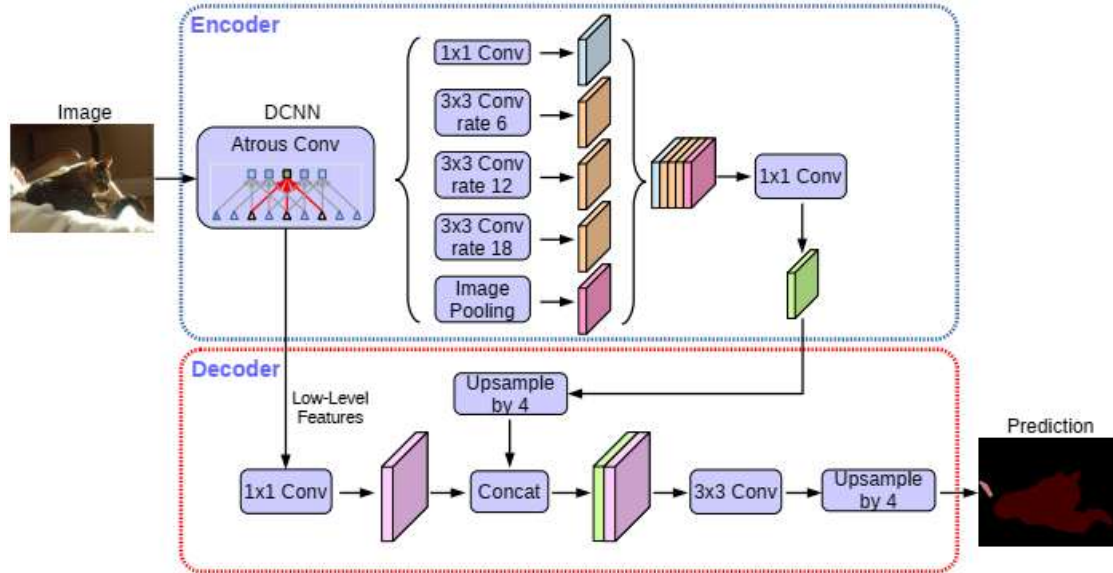 Encoder
Image
DCNN
Atrous Conv
1x1 Conv
3x3 Conv
rate 6
3x3 Conv
rate 12
3x3 Conv
rate 18
Image
Pooling
1x1 Conv
Decoder
Low-Level
Features
Upsample
by 4
1x1 Conv
Concat
3x3 Conv
Upsample
by 4
Prediction